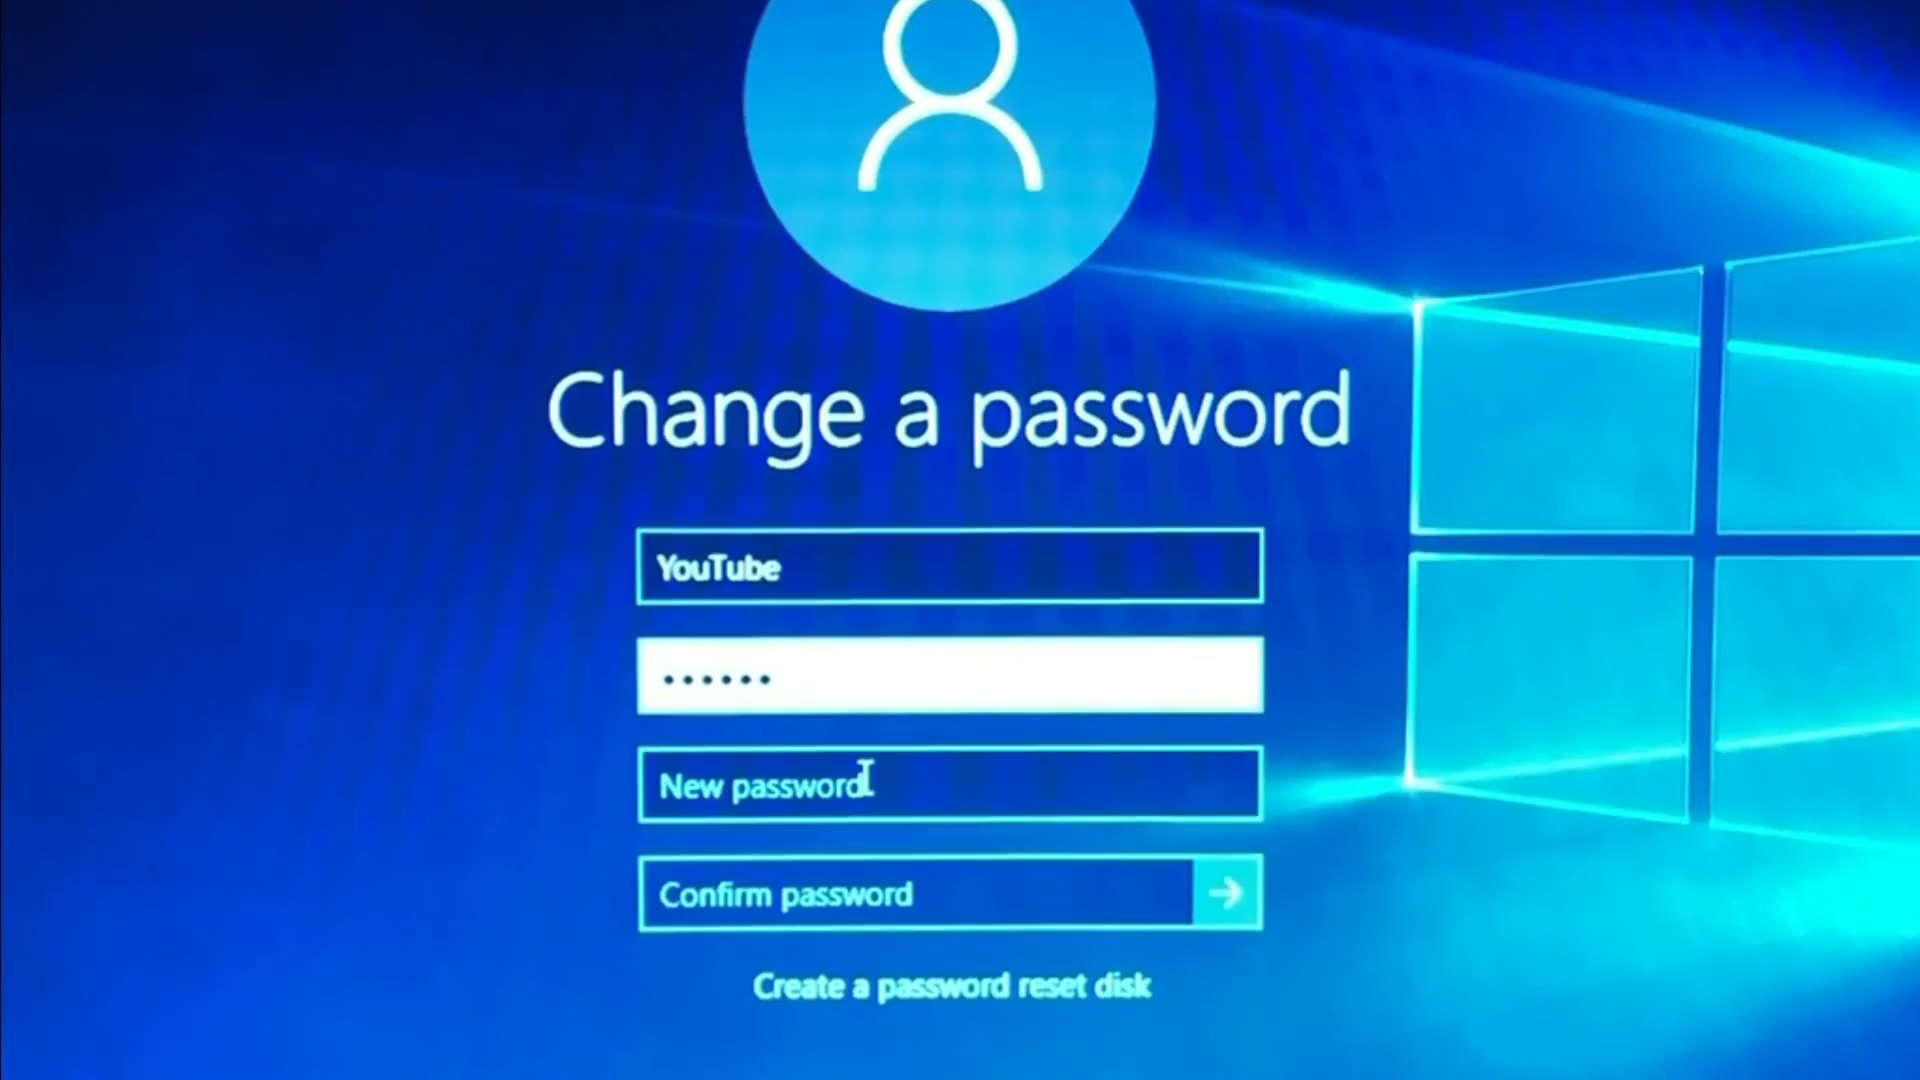 Change a password
YouTube
••••••
New password
Confirm password
Create a password reset disk